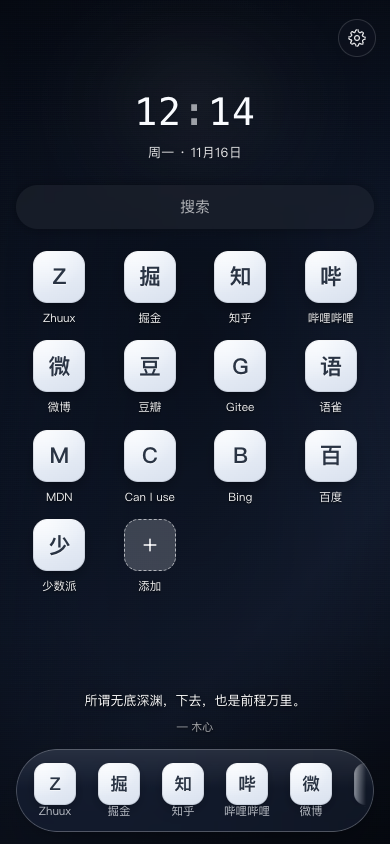 12:14
周一 · 11月16日
搜索
Z 掘 知 哔
Zhuux 掘金 知乎 哔哩哔哩
微 豆 G 语
微博 豆瓣 Gitee 语雀
M C B 百
MDN Can I use Bing 百度
少 +
少数派 添加
所谓无底深渊，下去，也是前程万里。
— 木心
Z 掘 知 哔 微
Zhuux 掘金 知乎 哔哩哔哩 微博